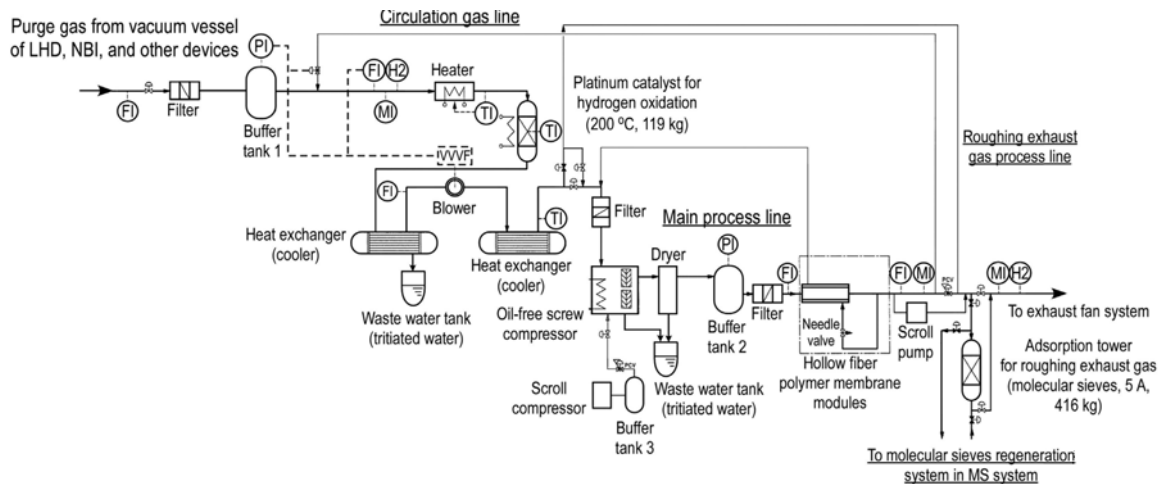 Circulation gas line
Purge gas from vacuum vessel
of LHD, NBI, and other devices
PI
FI
H2
Heater
FI
Filter
MI
TI
Buffer
tank 1
TI
Platinum catalyst for
hydrogen oxidation
(200 ºC, 119 kg)
Roughing exhaust
gas process line
FI
Blower
TI
Filter
Main process line
Heat exchanger
(cooler)
Heat exchanger
(cooler)
Dryer
PI
FI
FI
MI
PCV
MI
H2
Waste water tank
(tritiated water)
Oil-free screw
compressor
Buffer
tank 2
Filter
Needle
valve
Scroll
pump
To exhaust fan system
Hollow fiber
polymer membrane
modules
Adsorption tower
for roughing exhaust gas
(molecular sieves, 5 A,
416 kg)
PCV
Scroll
compressor
Buffer
tank 3
Waste water tank
(tritiated water)
To molecular sieves regeneration
system in MS system